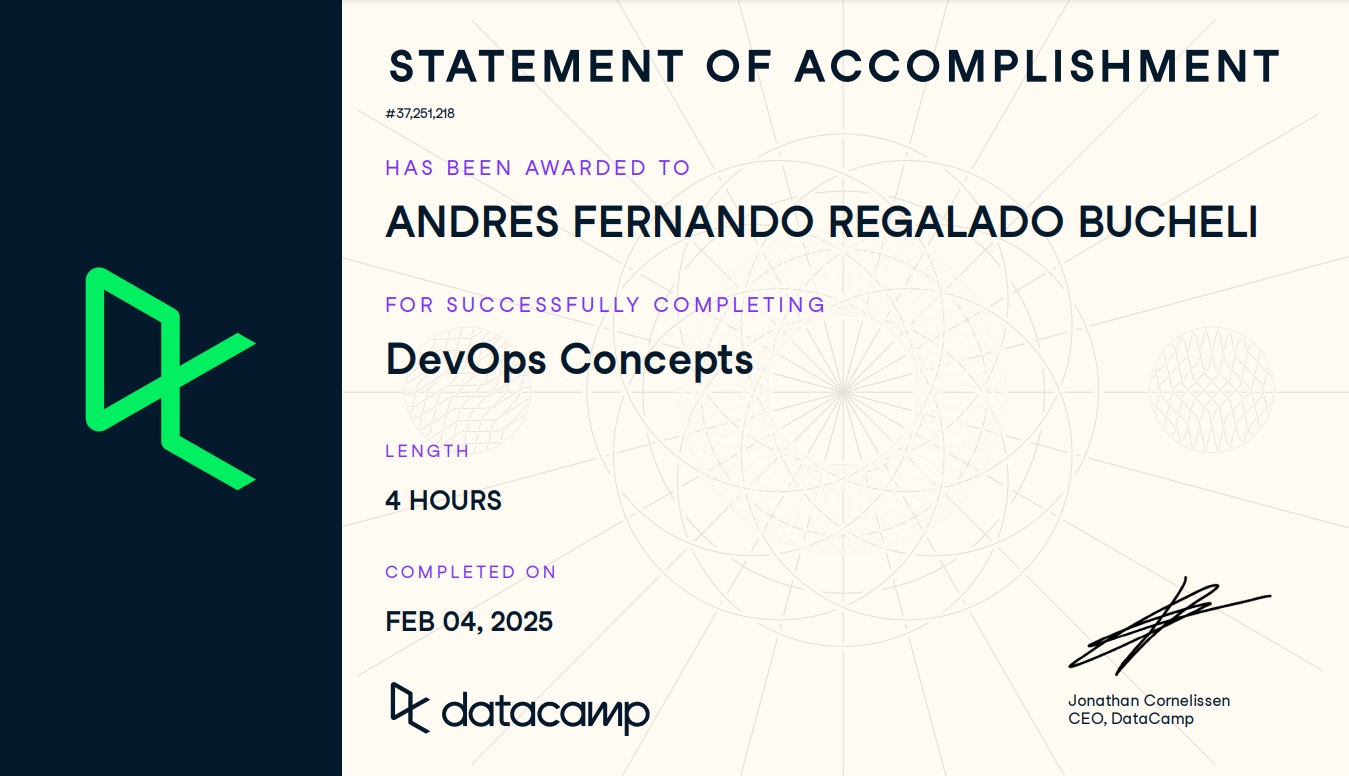 STATEMENT OF ACCOMPLISHMENT
#37,251,218
HAS BEEN AWARDED TO
ANDRES FERNANDO REGALADO BUCHELI
FOR SUCCESSFULLY COMPLETING
DevOps Concepts
LENGTH
4 HOURS
COMPLETED ON
FEB 04, 2025
datacamp
Jonathan Cornelissen
CEO, DataCamp